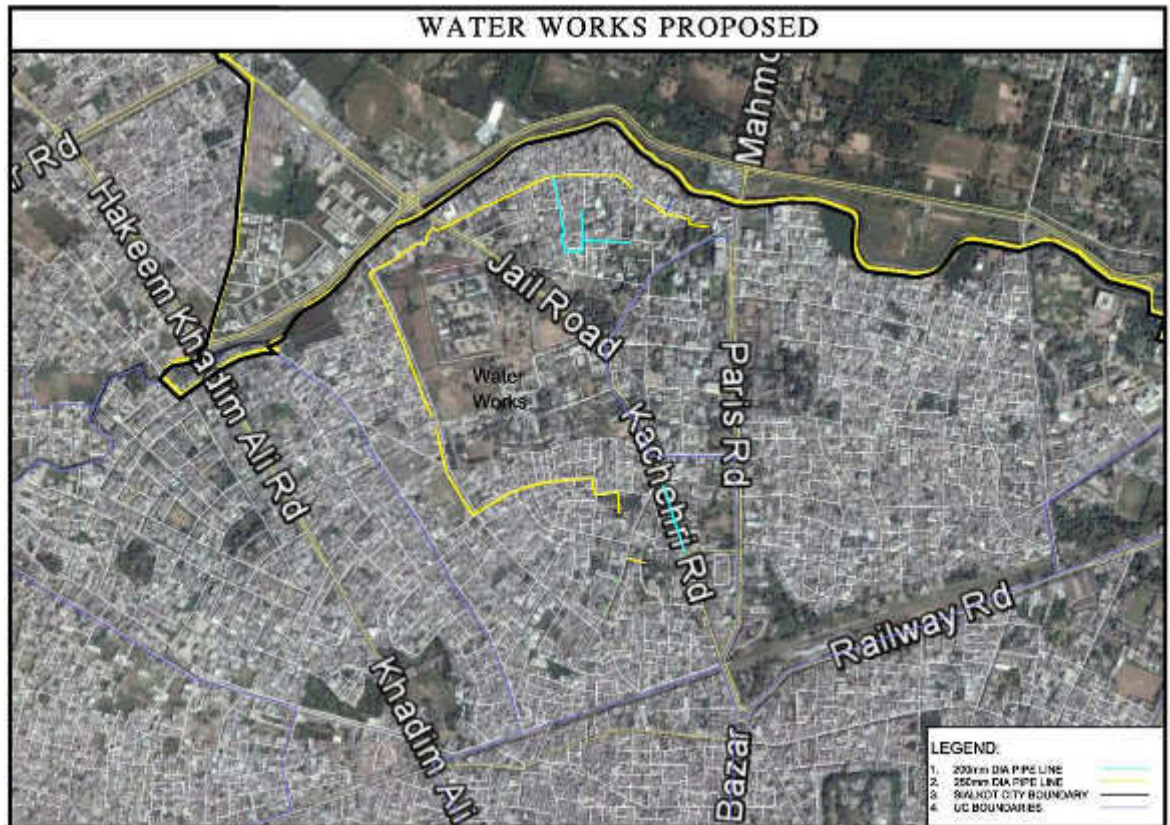 WATER WORKS PROPOSED
Mahmo
r Rd
Hakeem Khadim Ali Rd
Jail Road
Water
Works
Paris Rd
Kachehri Rd
Railway Rd
Khadim Ali
Bazar
LEGEND:
1. 200mm DIA PIPE LINE
2. 250mm DIA PIPE LINE
3. SIALKOT CITY BOUNDARY
4. UC BOUNDARIES